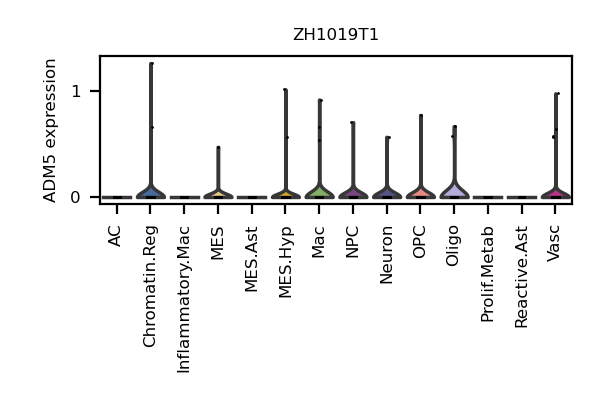 ZH1019T1
ADM5 expression
1
0
AC
Chromatin.Reg
Inflammatory.Mac
MES
MES.Ast
MES.Hyp
Mac
NPC
Neuron
OPC
Oligo
Prolif.Metab
Reactive.Ast
Vasc